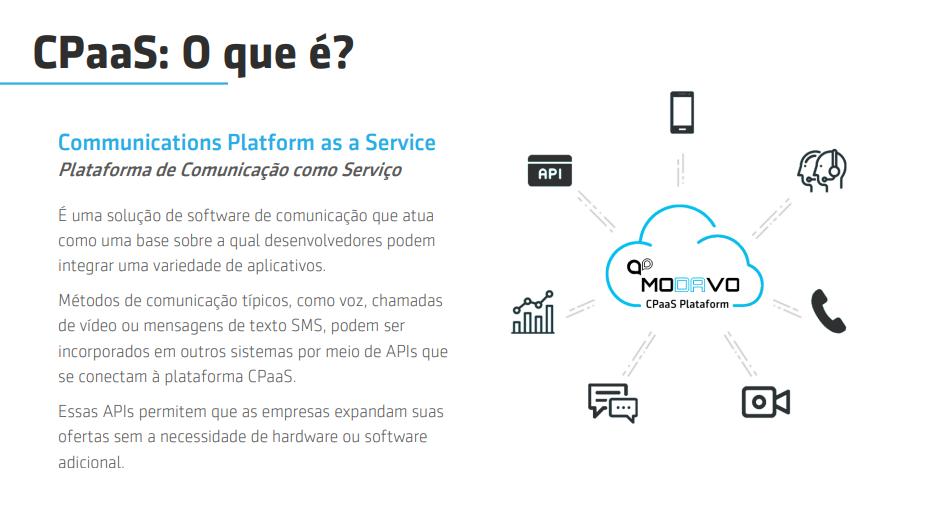 CPaaS: O que é?
Communications Platform as a Service
Plataforma de Comunicação como Serviço
É uma solução de software de comunicação que atua
como uma base sobre a qual desenvolvedores podem
integrar uma variedade de aplicativos.
Métodos de comunicação típicos, como voz, chamadas
de vídeo ou mensagens de texto SMS, podem ser
incorporados em outros sistemas por meio de APIs que
se conectam à plataforma CPaaS.
Essas APIs permitem que as empresas expandam suas
ofertas sem a necessidade de hardware ou software
adicional.
API
MODAVO
CPaaS Plataform